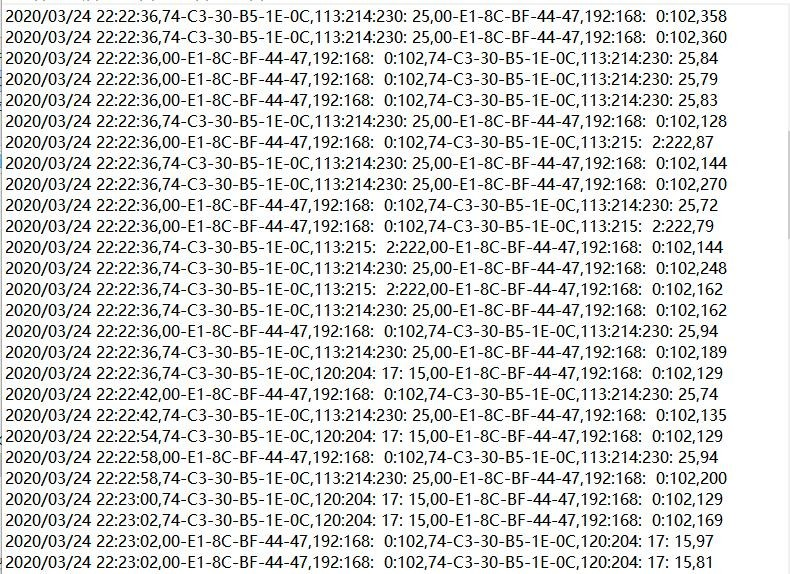 2020/03/24 22:22:36,74-C3-30-B5-1E-0C,113:214:230: 25,00-E1-8C-BF-44-47,192:168:  0:102,358
2020/03/24 22:22:36,74-C3-30-B5-1E-0C,113:214:230: 25,00-E1-8C-BF-44-47,192:168:  0:102,360
2020/03/24 22:22:36,00-E1-8C-BF-44-47,192:168:  0:102,74-C3-30-B5-1E-0C,113:214:230: 25,84
2020/03/24 22:22:36,00-E1-8C-BF-44-47,192:168:  0:102,74-C3-30-B5-1E-0C,113:214:230: 25,79
2020/03/24 22:22:36,00-E1-8C-BF-44-47,192:168:  0:102,74-C3-30-B5-1E-0C,113:214:230: 25,83
2020/03/24 22:22:36,74-C3-30-B5-1E-0C,113:214:230: 25,00-E1-8C-BF-44-47,192:168:  0:102,128
2020/03/24 22:22:36,00-E1-8C-BF-44-47,192:168:  0:102,74-C3-30-B5-1E-0C,113:215:  2:222,87
2020/03/24 22:22:36,74-C3-30-B5-1E-0C,113:214:230: 25,00-E1-8C-BF-44-47,192:168:  0:102,144
2020/03/24 22:22:36,74-C3-30-B5-1E-0C,113:214:230: 25,00-E1-8C-BF-44-47,192:168:  0:102,270
2020/03/24 22:22:36,00-E1-8C-BF-44-47,192:168:  0:102,74-C3-30-B5-1E-0C,113:214:230: 25,72
2020/03/24 22:22:36,00-E1-8C-BF-44-47,192:168:  0:102,74-C3-30-B5-1E-0C,113:215:  2:222,79
2020/03/24 22:22:36,74-C3-30-B5-1E-0C,113:215:  2:222,00-E1-8C-BF-44-47,192:168:  0:102,144
2020/03/24 22:22:36,74-C3-30-B5-1E-0C,113:214:230: 25,00-E1-8C-BF-44-47,192:168:  0:102,248
2020/03/24 22:22:36,74-C3-30-B5-1E-0C,113:215:  2:222,00-E1-8C-BF-44-47,192:168:  0:102,162
2020/03/24 22:22:36,74-C3-30-B5-1E-0C,113:214:230: 25,00-E1-8C-BF-44-47,192:168:  0:102,162
2020/03/24 22:22:36,00-E1-8C-BF-44-47,192:168:  0:102,74-C3-30-B5-1E-0C,113:214:230: 25,94
2020/03/24 22:22:36,74-C3-30-B5-1E-0C,113:214:230: 25,00-E1-8C-BF-44-47,192:168:  0:102,189
2020/03/24 22:22:36,74-C3-30-B5-1E-0C,120:204: 17: 15,00-E1-8C-BF-44-47,192:168:  0:102,129
2020/03/24 22:22:42,00-E1-8C-BF-44-47,192:168:  0:102,74-C3-30-B5-1E-0C,113:214:230: 25,74
2020/03/24 22:22:42,74-C3-30-B5-1E-0C,113:214:230: 25,00-E1-8C-BF-44-47,192:168:  0:102,135
2020/03/24 22:22:54,74-C3-30-B5-1E-0C,120:204: 17: 15,00-E1-8C-BF-44-47,192:168:  0:102,129
2020/03/24 22:22:58,00-E1-8C-BF-44-47,192:168:  0:102,74-C3-30-B5-1E-0C,113:214:230: 25,94
2020/03/24 22:22:58,74-C3-30-B5-1E-0C,113:214:230: 25,00-E1-8C-BF-44-47,192:168:  0:102,200
2020/03/24 22:23:00,74-C3-30-B5-1E-0C,120:204: 17: 15,00-E1-8C-BF-44-47,192:168:  0:102,129
2020/03/24 22:23:02,74-C3-30-B5-1E-0C,120:204: 17: 15,00-E1-8C-BF-44-47,192:168:  0:102,169
2020/03/24 22:23:02,00-E1-8C-BF-44-47,192:168:  0:102,74-C3-30-B5-1E-0C,120:204: 17: 15,97
2020/03/24 22:23:02,00-E1-8C-BF-44-47,192:168:  0:102,74-C3-30-B5-1E-0C,120:204: 17: 15,81